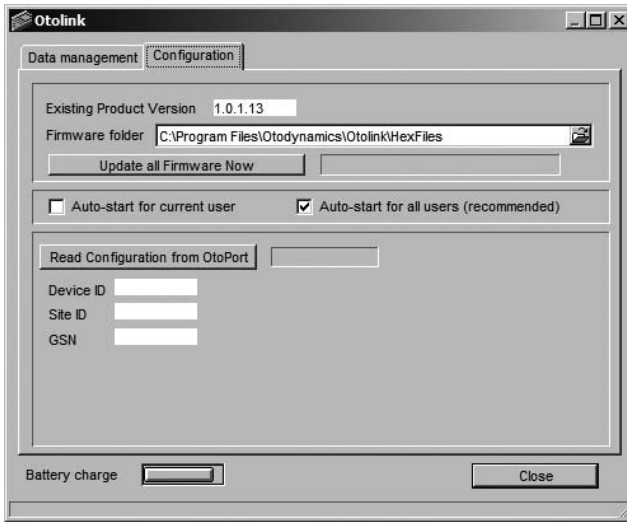 Otolink
Data management Configuration
Existing Product Version 1.0.1.13
Firmware folder C:\Program Files\Otodynamics\Otolink\HexFiles
Update all Firmware Now
Auto-start for current user Auto-start for all users (recommended)
Read Configuration from OtoPort
Device ID
Site ID
GSN
Battery charge Close